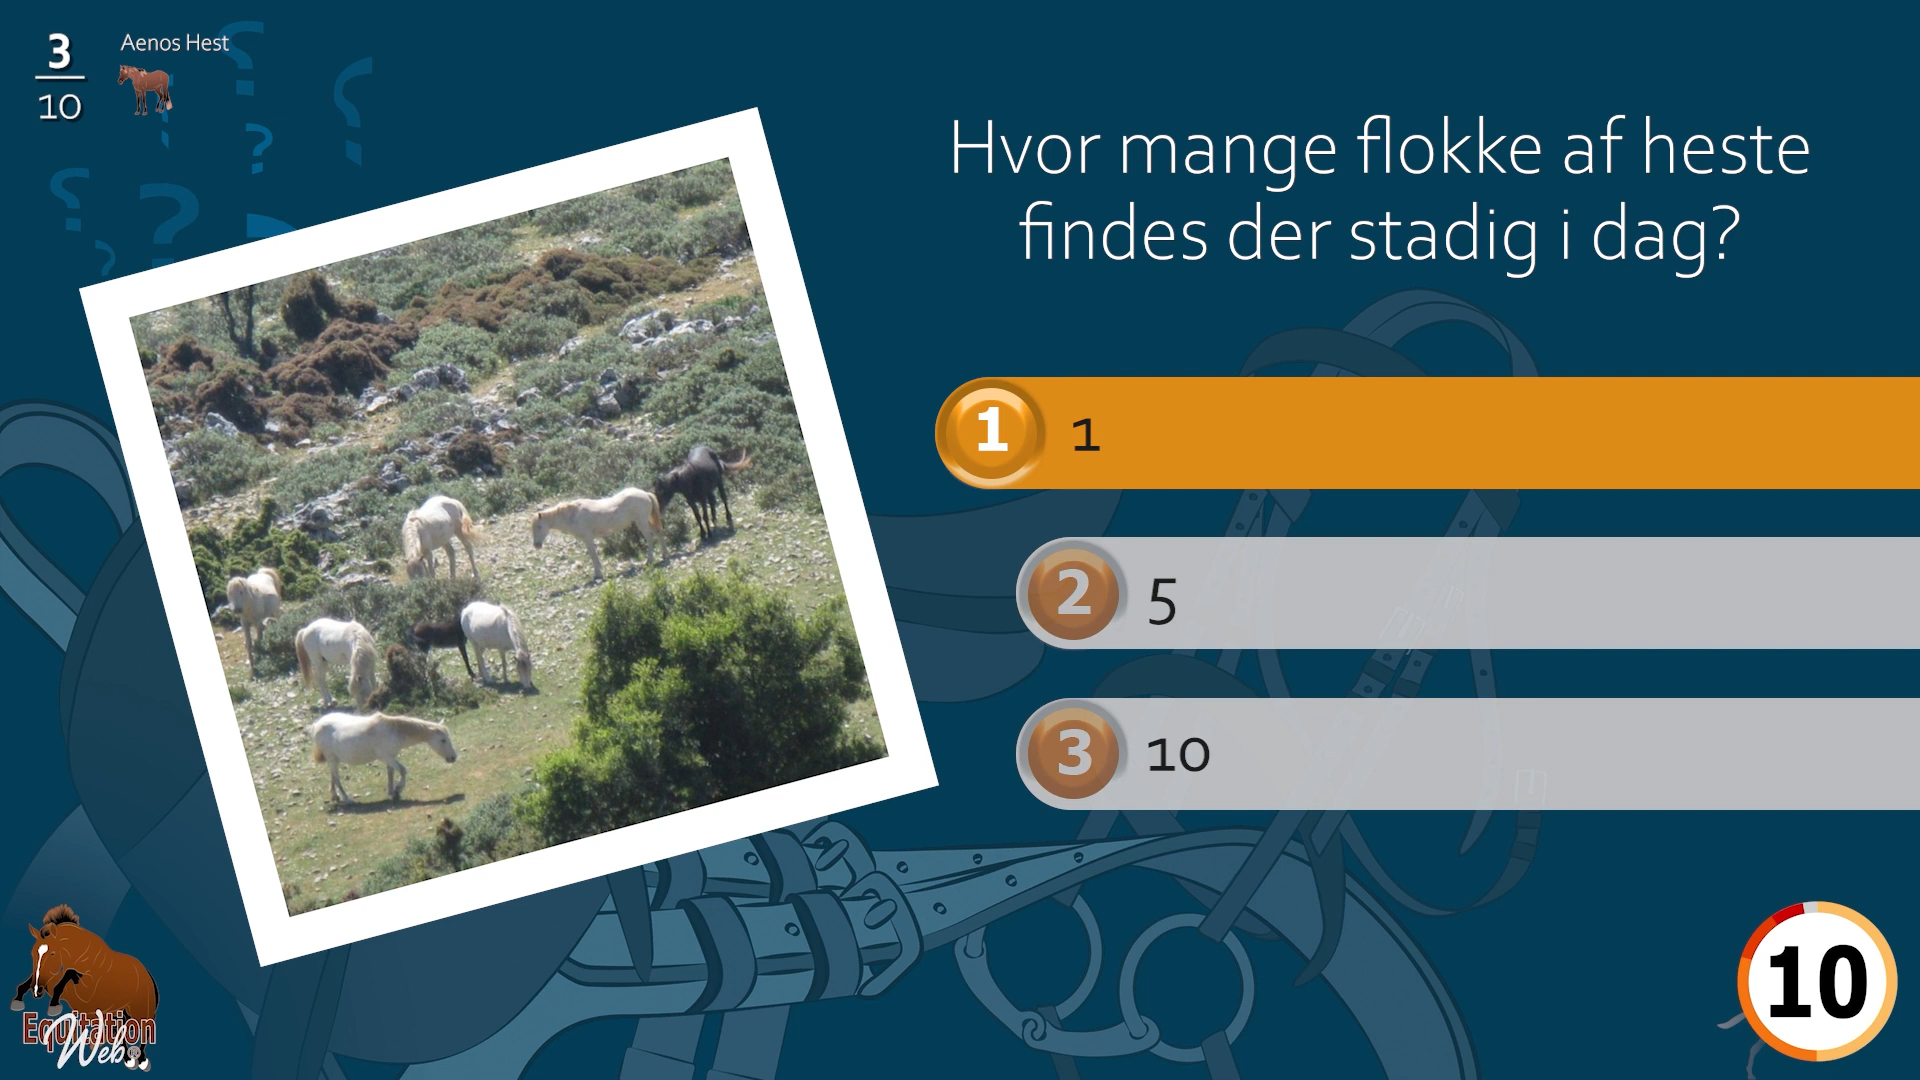 3
10
Aenos Hest
Hvor mange flokke af heste
findes der stadig i dag?
1 1
2 5
3 10
10
Equitation
Web